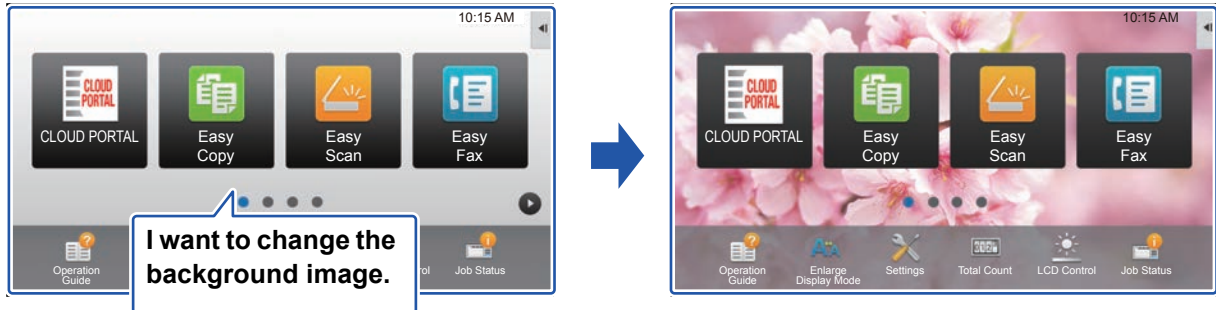 10:15 AM
CLOUD
PORTAL
CLOUD PORTAL
Easy
Copy
Easy
Scan
Easy
Fax
I want to change the
background image.
Operation
Guide
rol
Job Status
10:15 AM
CLOUD
PORTAL
CLOUD PORTAL
Easy
Copy
Easy
Scan
Easy
Fax
Operation
Guide
Enlarge
Display Mode
Settings
Total Count
LCD Control
Job Status